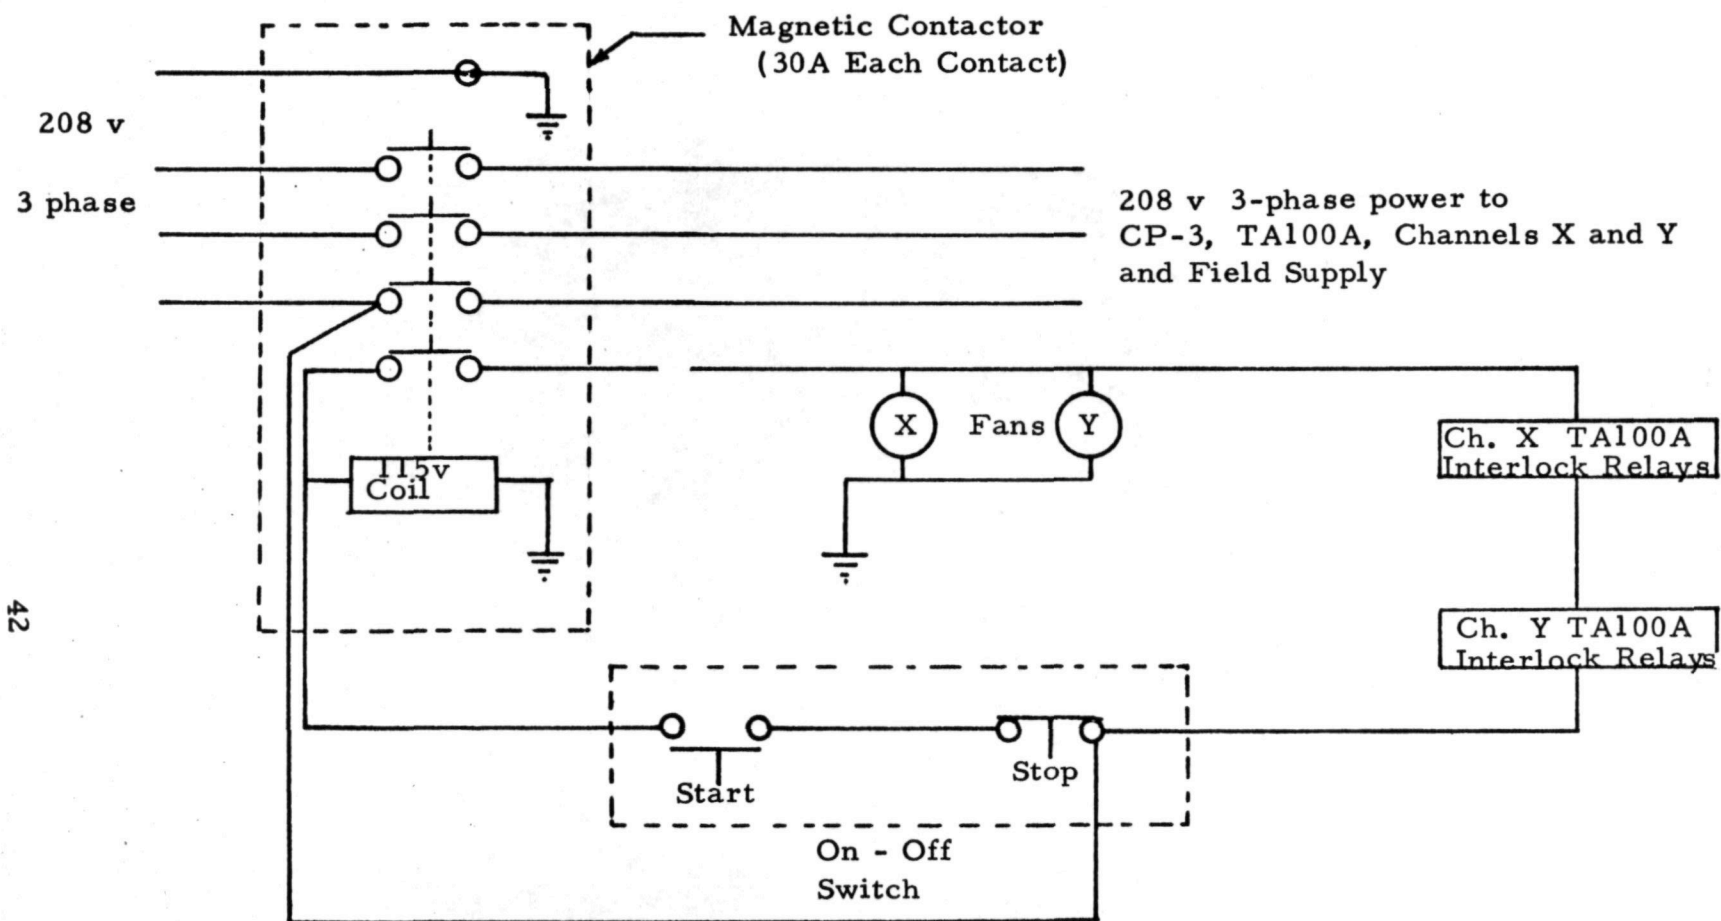 Magnetic Contactor
(30A Each Contact)
208 v
3 phase
208 v 3-phase power to
CP-3, TA100A, Channels X and Y
and Field Supply
X Fans Y
Ch. X TA100A
Interlock Relays
115v
Coil
Ch. Y TA100A
Interlock Relays
42
Start
Stop
On - Off
Switch